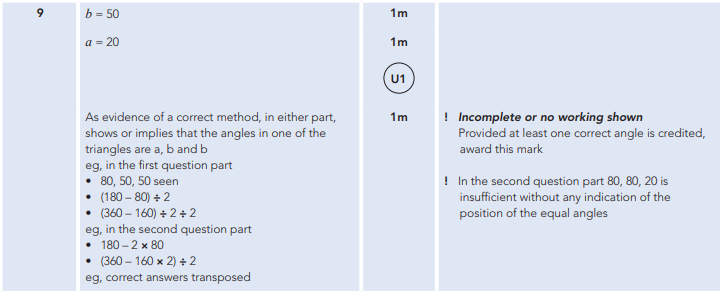 9 b = 50 1m
a = 20 1m
U1
As evidence of a correct method, in either part, 1m ! Incomplete or no working shown
shows or implies that the angles in one of the Provided at least one correct angle is credited,
triangles are a, b and b award this mark
eg, in the first question part
• 80, 50, 50 seen ! In the second question part 80, 80, 20 is
• (180 – 80) ÷ 2 insufficient without any indication of the
• (360 – 160) ÷ 2 ÷ 2 position of the equal angles
eg, in the second question part
• 180 – 2 × 80
• (360 – 160 × 2) ÷ 2
eg, correct answers transposed